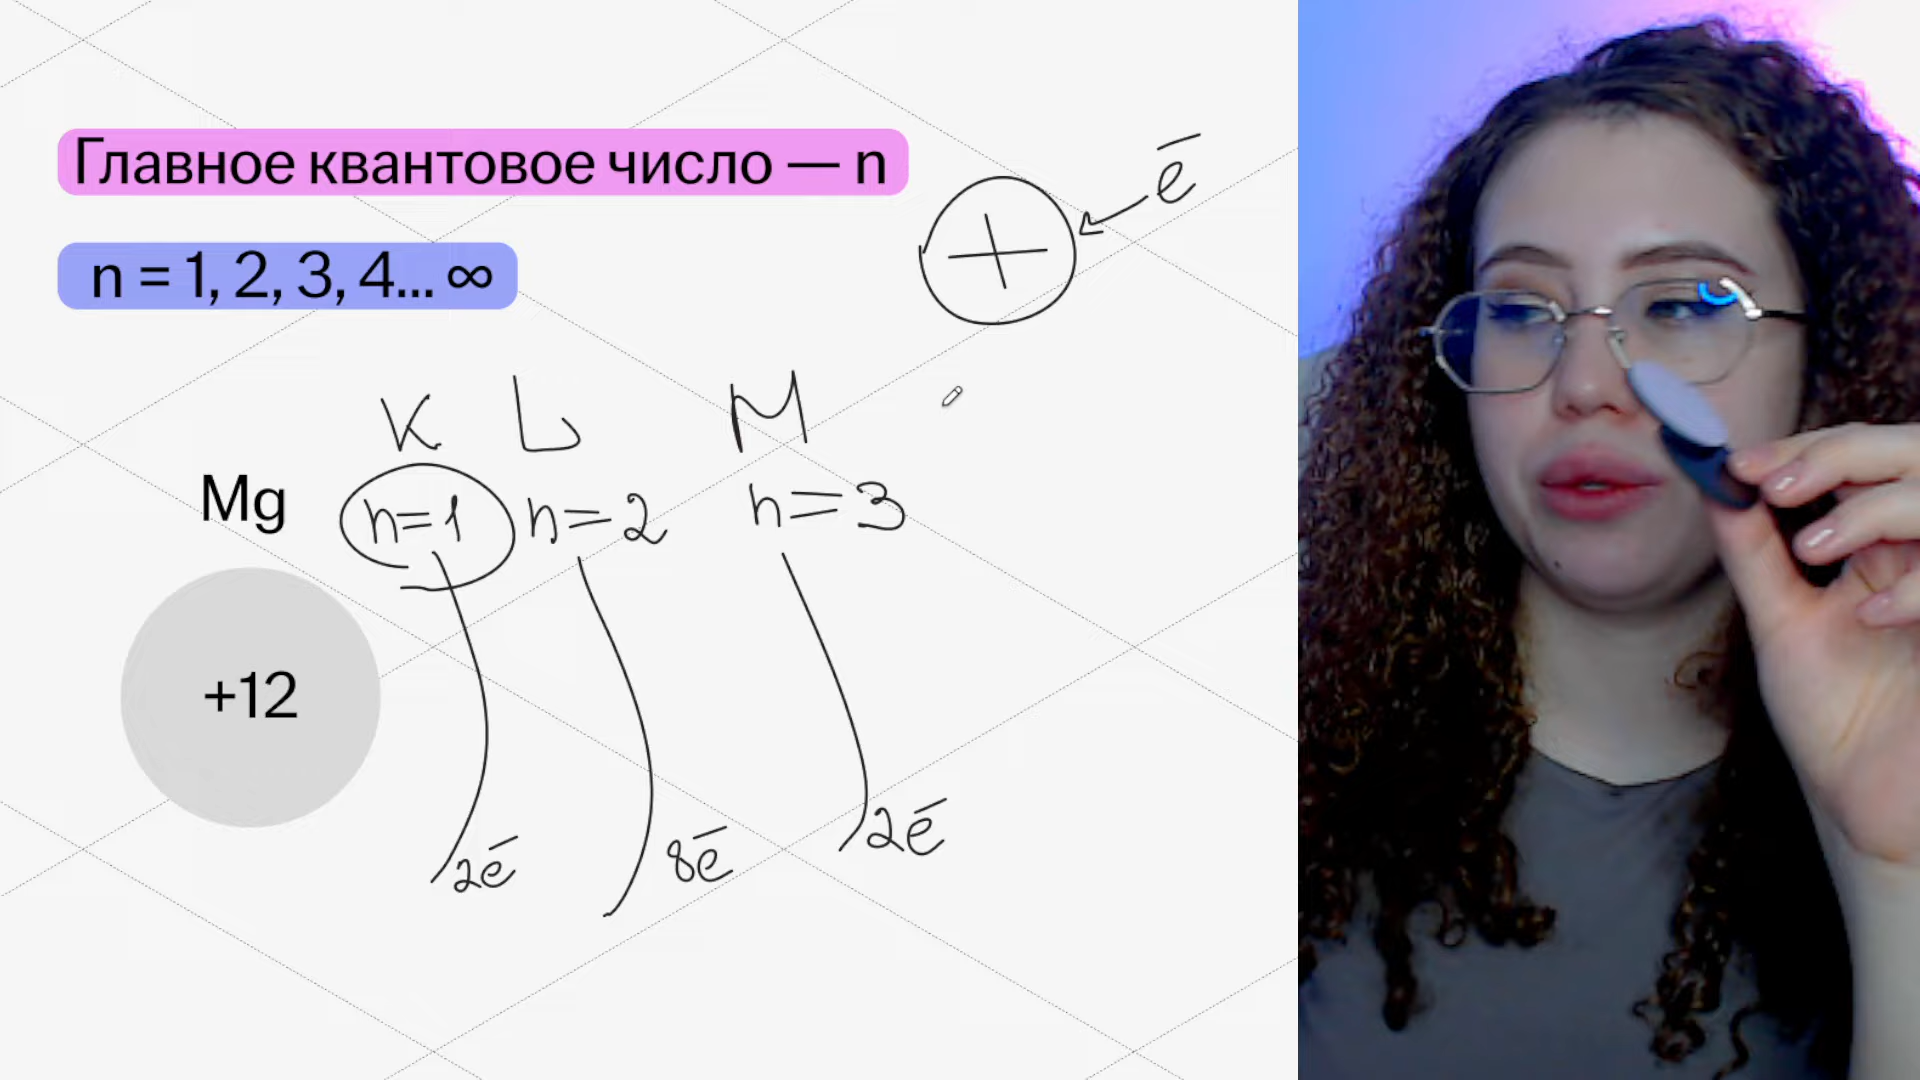 Главное квантовое число — n
ē
n = 1, 2, 3, 4... ∞
K L M
Mg n=1 n=2 n=3
+12
2ē 8ē 2ē